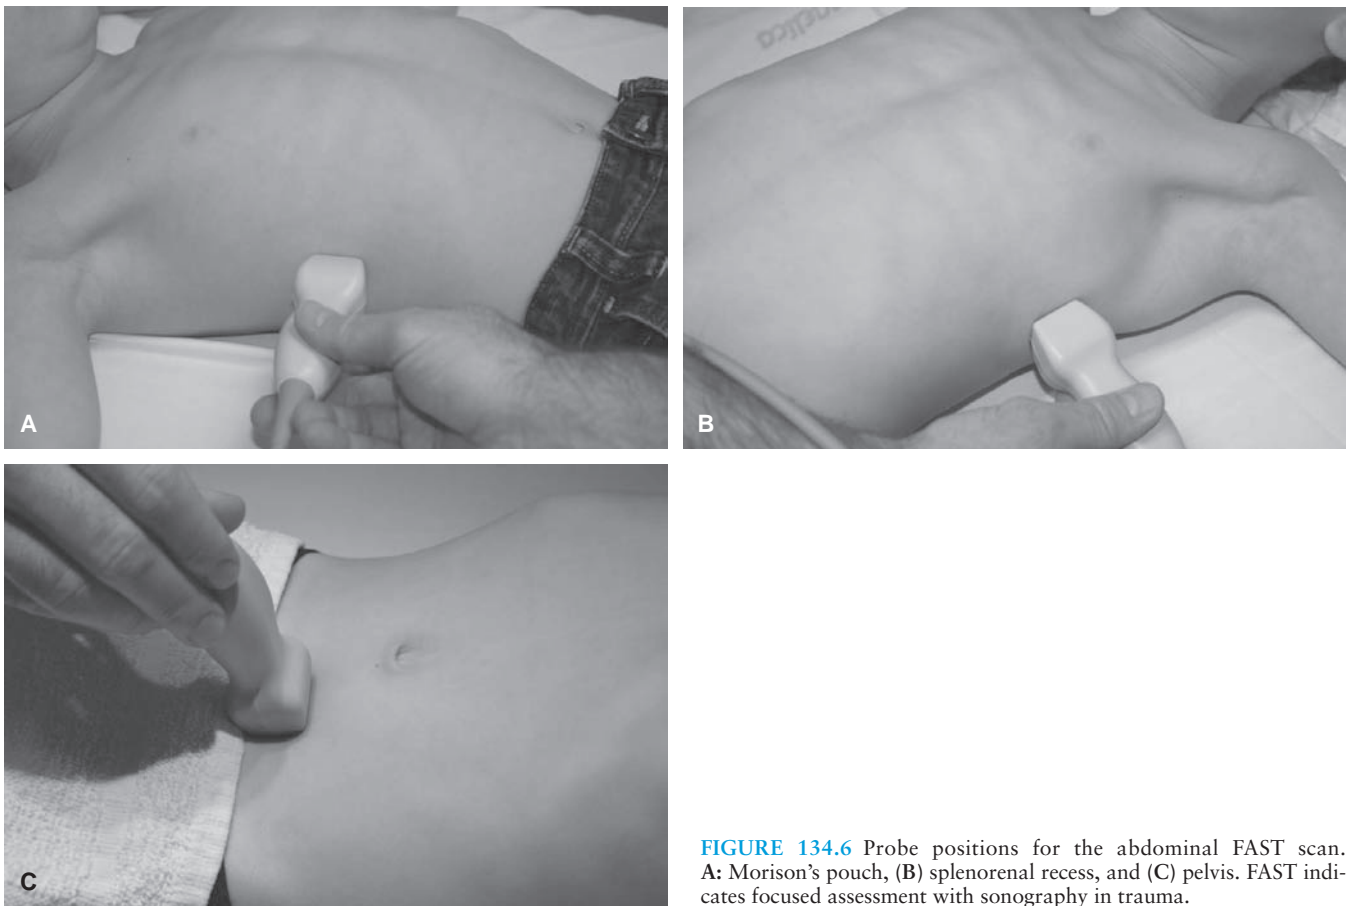 A
B
C
FIGURE 134.6 Probe positions for the abdominal FAST scan.
A: Morison's pouch, (B) splenorenal recess, and (C) pelvis. FAST indi-
cates focused assessment with sonography in trauma.